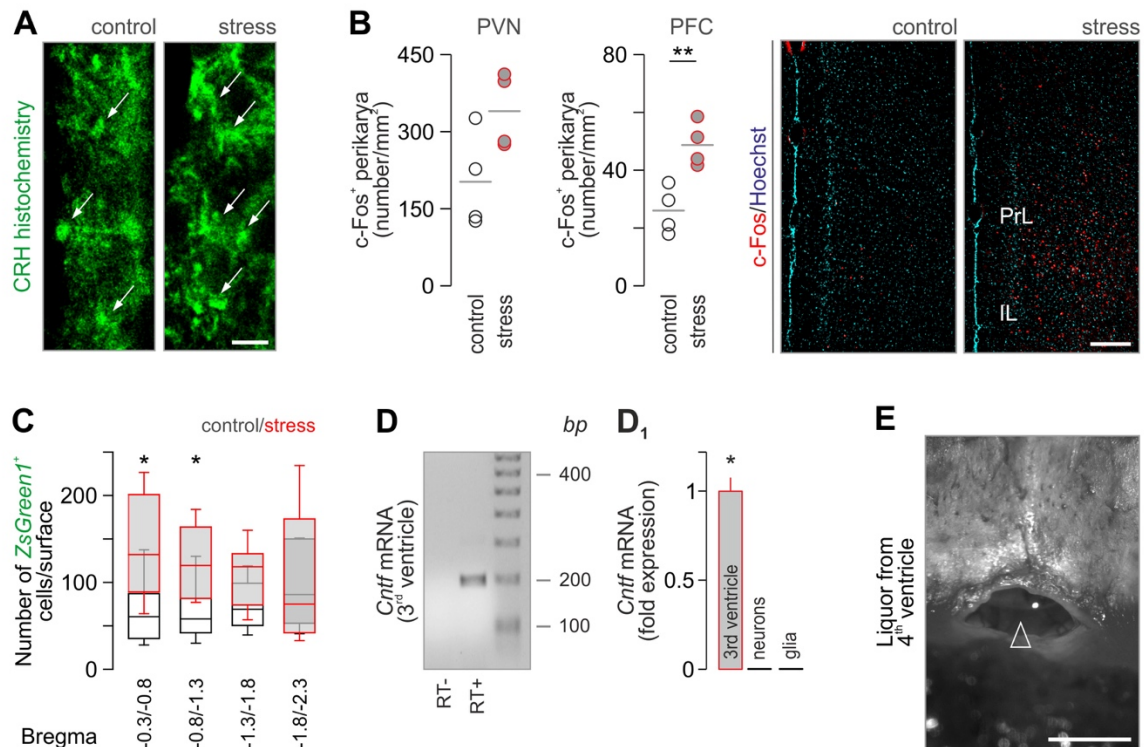 A
control stress
CRH histochemistry
B
PVN
c-Fos⁺ perikarya
(number/mm²)
450
300
150
0
control
stress
PFC
c-Fos⁺ perikarya
(number/mm²)
80
40
0
**
control
stress
control stress
c-Fos/Hoechst
PrL
IL
C
control/stress
Number of ZsGreen1⁺
cells/surface
200
100
0
* *
-0.3/-0.8
-0.8/-1.3
-1.3/-1.8
-1.8/-2.3
Bregma
D
Cntf mRNA
(3rd ventricle)
bp
400
200
100
RT-
RT+
D₁
Cntf mRNA
(fold expression)
1
0.5
0
*
3rd ventricle
neurons
glia
E
Liquor from
4th ventricle